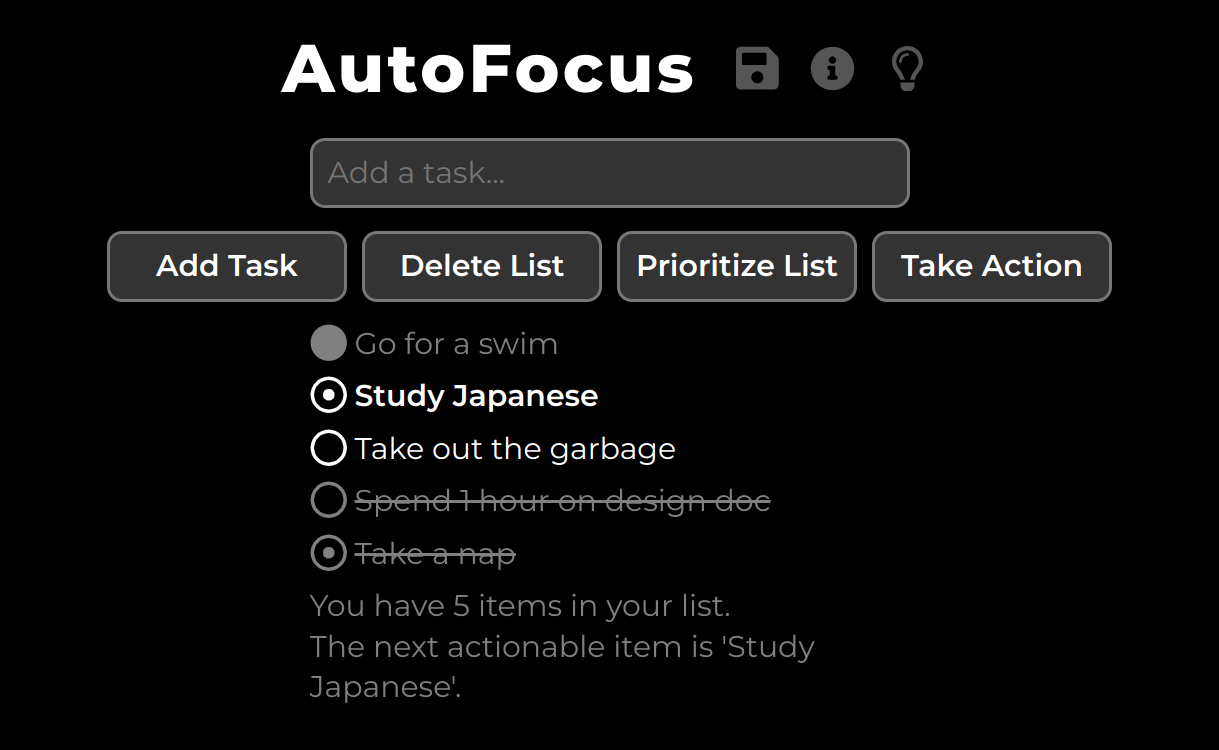 AutoFocus
Add a task...
Add Task
Delete List
Prioritize List
Take Action
Go for a swim
Study Japanese
Take out the garbage
Spend 1 hour on design doc
Take a nap
You have 5 items in your list.
The next actionable item is 'Study
Japanese'.